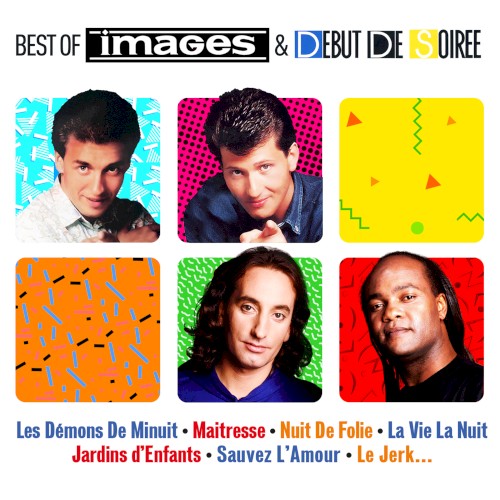 BEST OF images & DEBUT DE SOIREE
Les Démons De Minuit • Maitresse • Nuit De Folie • La Vie La Nuit
Jardins d’Enfants • Sauvez L’Amour • Le Jerk...